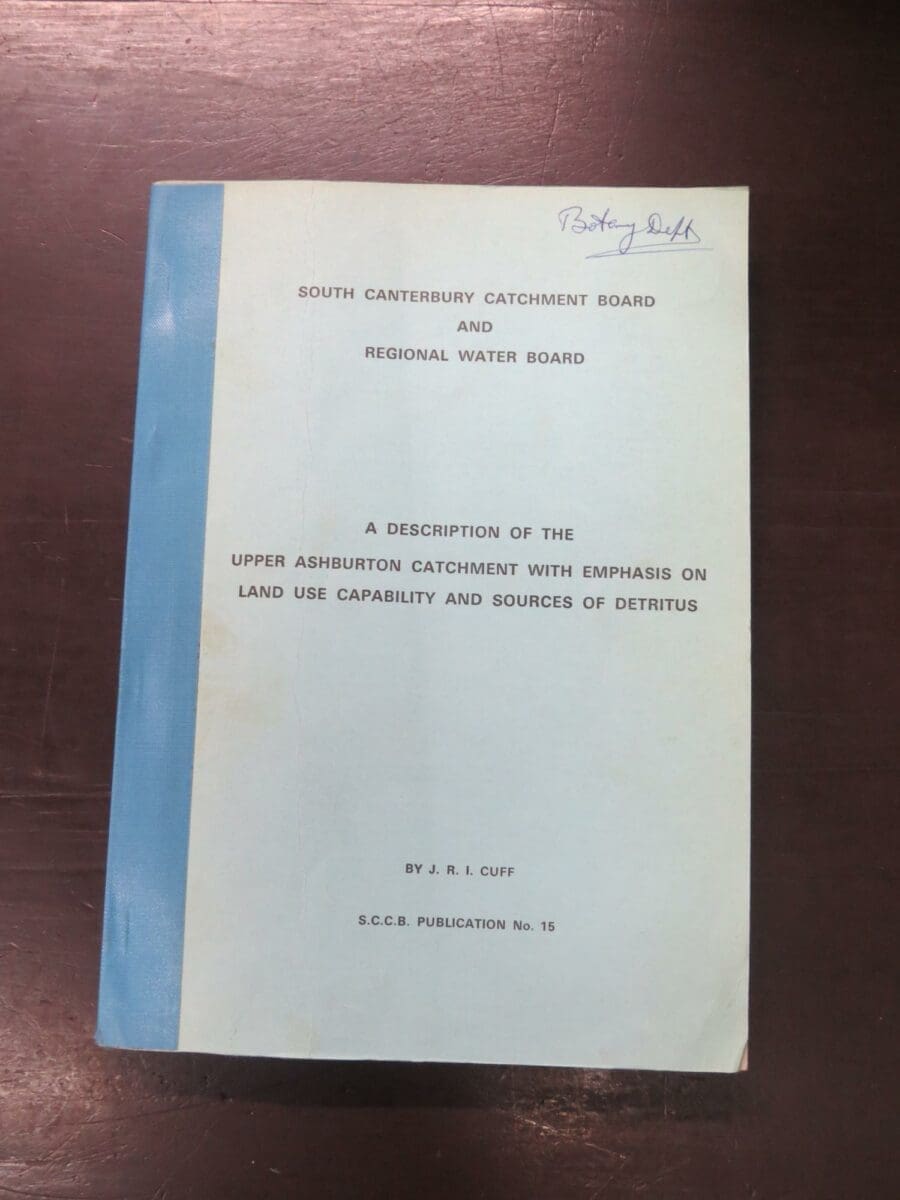 Botany Dept
SOUTH CANTERBURY CATCHMENT BOARD
AND
REGIONAL WATER BOARD
A DESCRIPTION OF THE
UPPER ASHBURTON CATCHMENT WITH EMPHASIS ON
LAND USE CAPABILITY AND SOURCES OF DETRITUS
BY J. R. I. CUFF
S.C.C.B. PUBLICATION No. 15